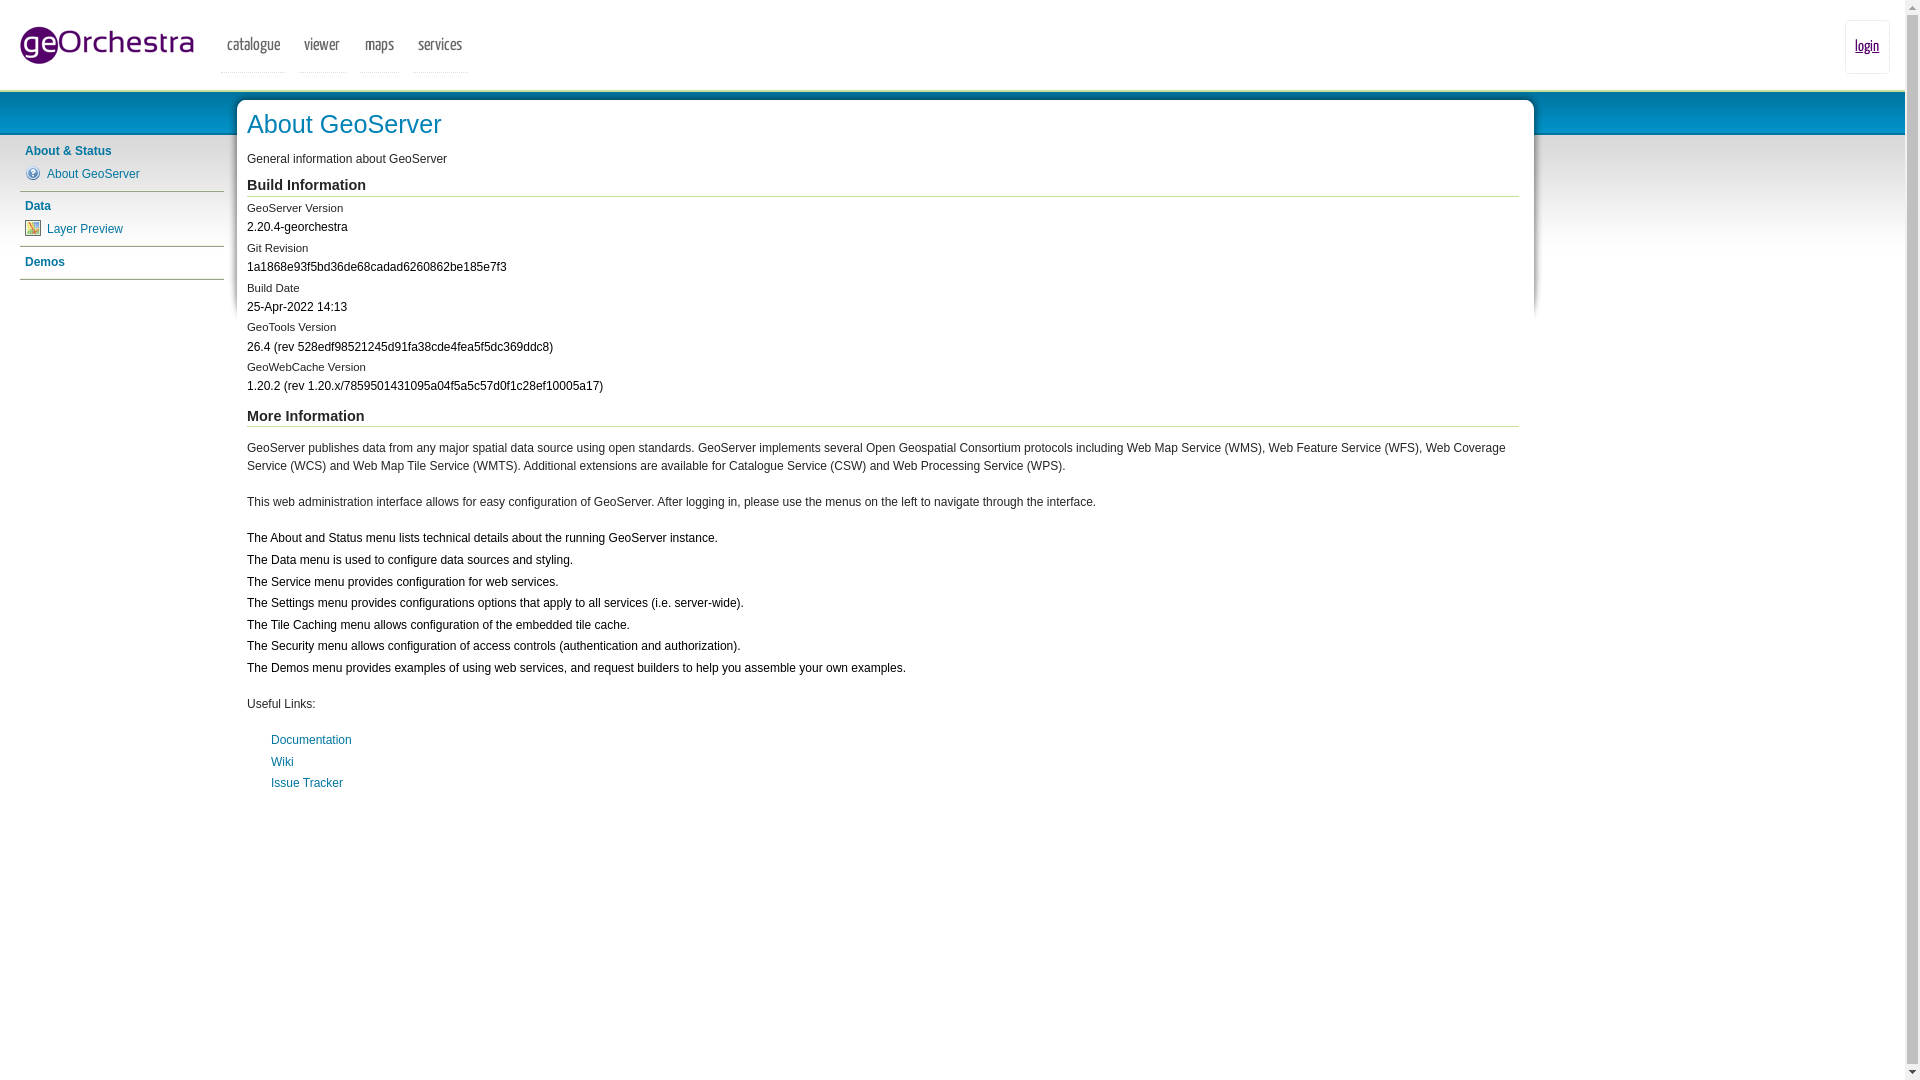 geOrchestra
catalogue
viewer
maps
services
login
About & Status
About GeoServer
Data
Layer Preview
Demos
About GeoServer
General information about GeoServer
Build Information
GeoServer Version
2.20.4-georchestra
Git Revision
1a1868e93f5bd36de68cadad6260862be185e7f3
Build Date
25-Apr-2022 14:13
GeoTools Version
26.4 (rev 528edf98521245d91fa38cde4fea5f5dc369ddc8)
GeoWebCache Version
1.20.2 (rev 1.20.x/7859501431095a04f5a5c57d0f1c28ef10005a17)
More Information
GeoServer publishes data from any major spatial data source using open standards. GeoServer implements several Open Geospatial Consortium protocols including Web Map Service (WMS), Web Feature Service (WFS), Web Coverage
Service (WCS) and Web Map Tile Service (WMTS). Additional extensions are available for Catalogue Service (CSW) and Web Processing Service (WPS).
This web administration interface allows for easy configuration of GeoServer. After logging in, please use the menus on the left to navigate through the interface.
The About and Status menu lists technical details about the running GeoServer instance.
The Data menu is used to configure data sources and styling.
The Service menu provides configuration for web services.
The Settings menu provides configurations options that apply to all services (i.e. server-wide).
The Tile Caching menu allows configuration of the embedded tile cache.
The Security menu allows configuration of access controls (authentication and authorization).
The Demos menu provides examples of using web services, and request builders to help you assemble your own examples.
Useful Links:
Documentation
Wiki
Issue Tracker